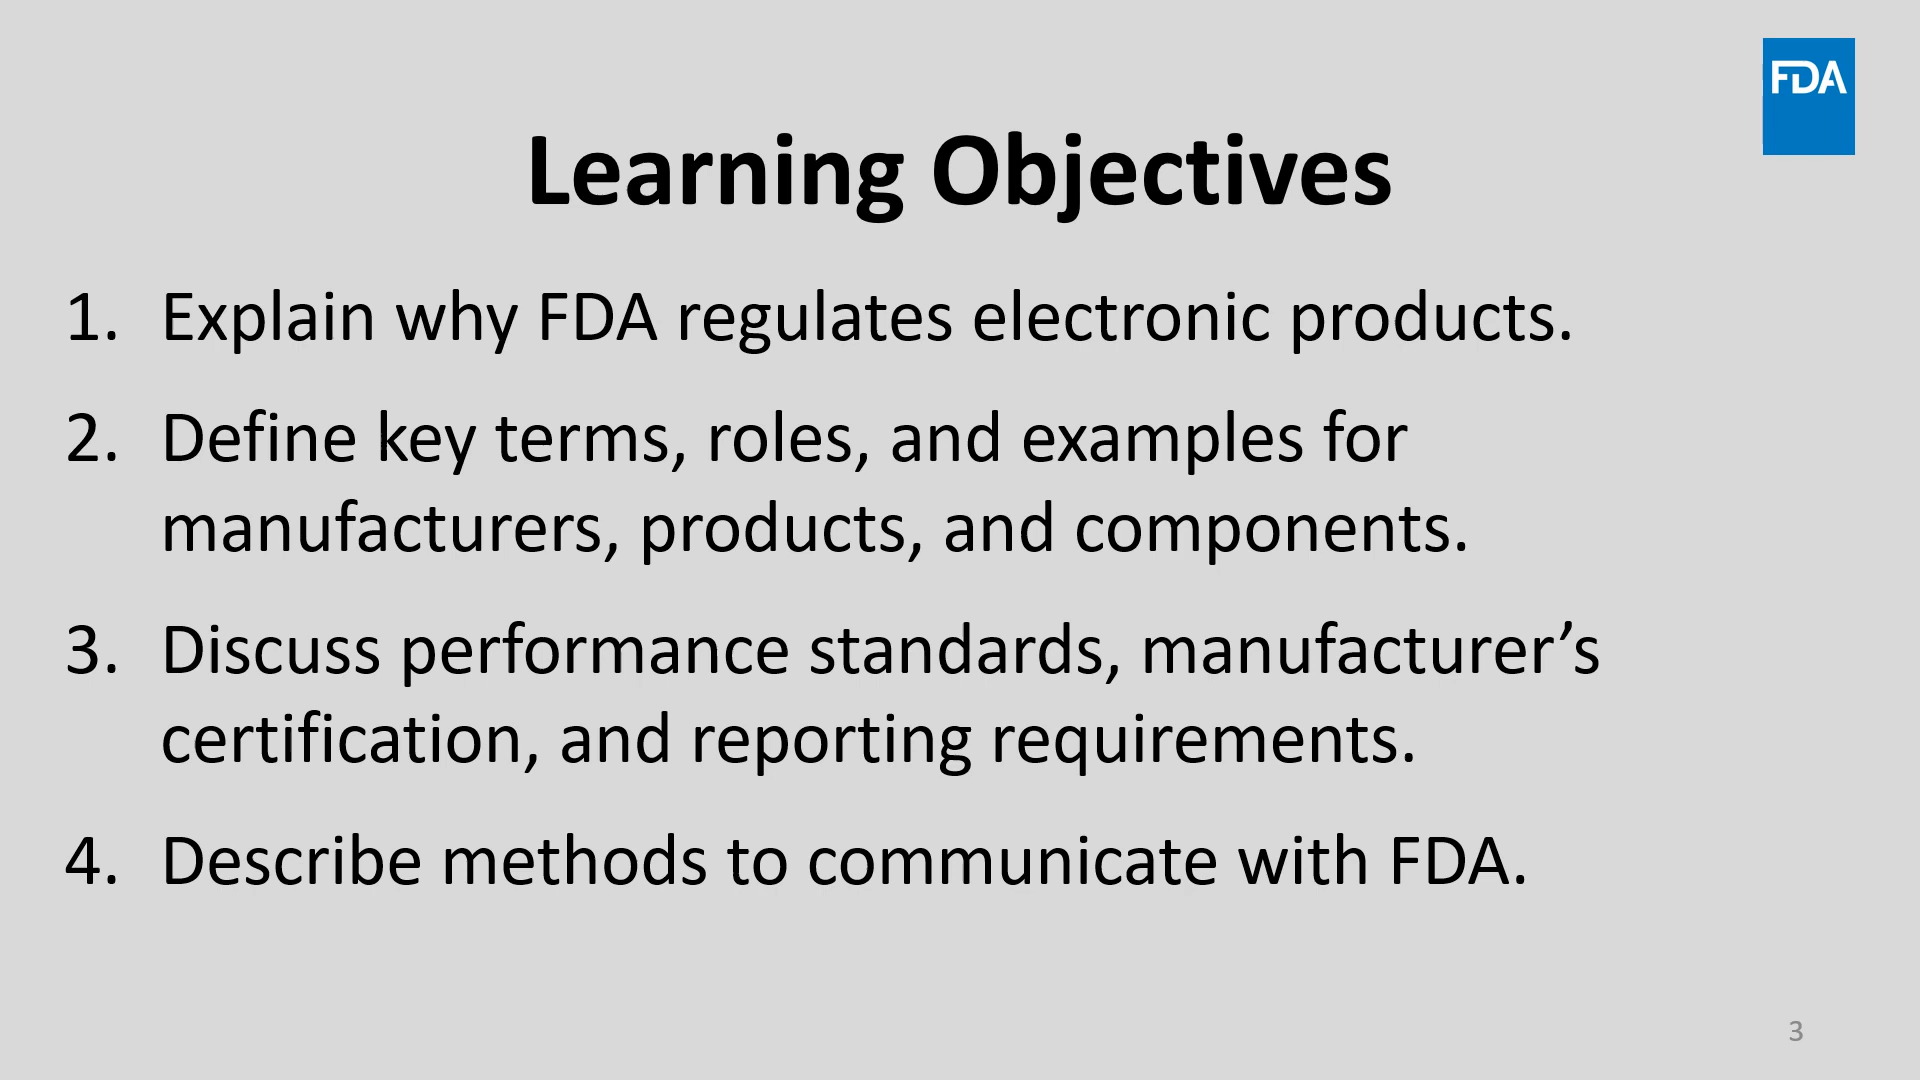 FDA
Learning Objectives
1. Explain why FDA regulates electronic products.
2. Define key terms, roles, and examples for
manufacturers, products, and components.
3. Discuss performance standards, manufacturer’s
certification, and reporting requirements.
4. Describe methods to communicate with FDA.
3